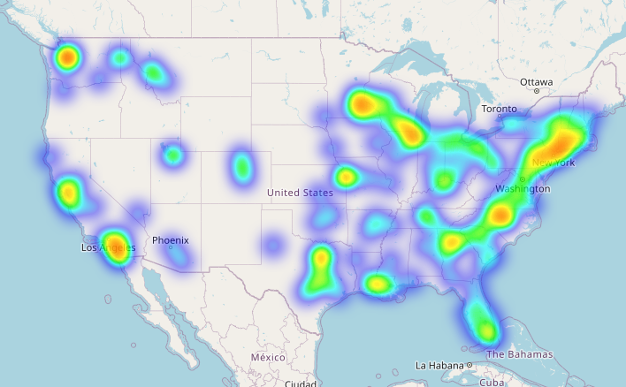 Ottawa
Toronto
New York
Washington
United States
Los Angeles
Phoenix
México
La Habana
The Bahamas
Cuba
Ciudad